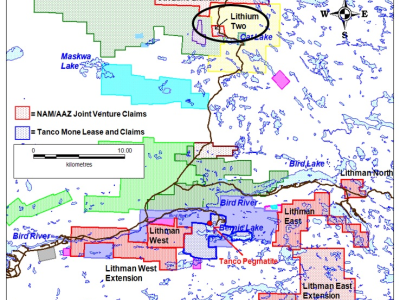 Lithium
Two
Cat Lake
W
E
S
Maskwa
Lake
= NAM/AAZ Joint Venture Claims
= Tanco Mone Lease and Claims
0
10.00
kilometres
Bird Lake
Lithman North
Bird River
Lithman
East
Bernic Lake
Lithman
West
Bird River
Tanco Pegmatite
Lithman West
Extension
Lithman East
Extension